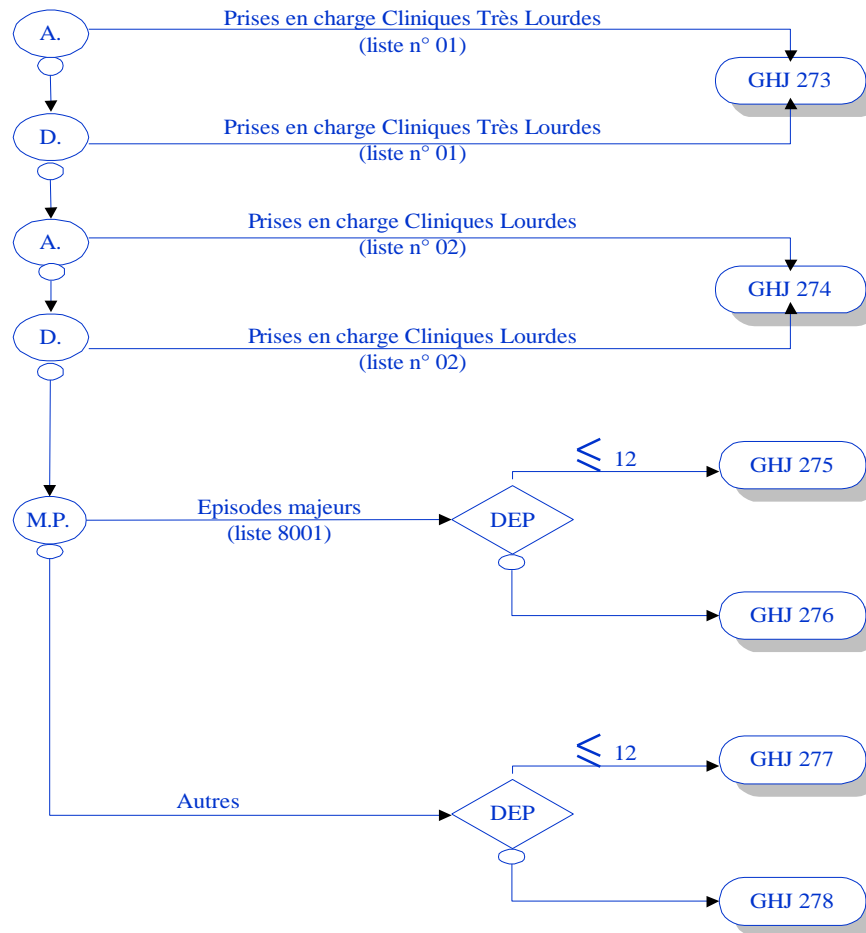 A.
Prises en charge Cliniques Très Lourdes
(liste n° 01)
GHJ 273
D.
Prises en charge Cliniques Très Lourdes
(liste n° 01)
A.
Prises en charge Cliniques Lourdes
(liste n° 02)
GHJ 274
D.
Prises en charge Cliniques Lourdes
(liste n° 02)
≤ 12
GHJ 275
M.P.
Episodes majeurs
(liste 8001)
DEP
GHJ 276
≤ 12
GHJ 277
Autres
DEP
GHJ 278